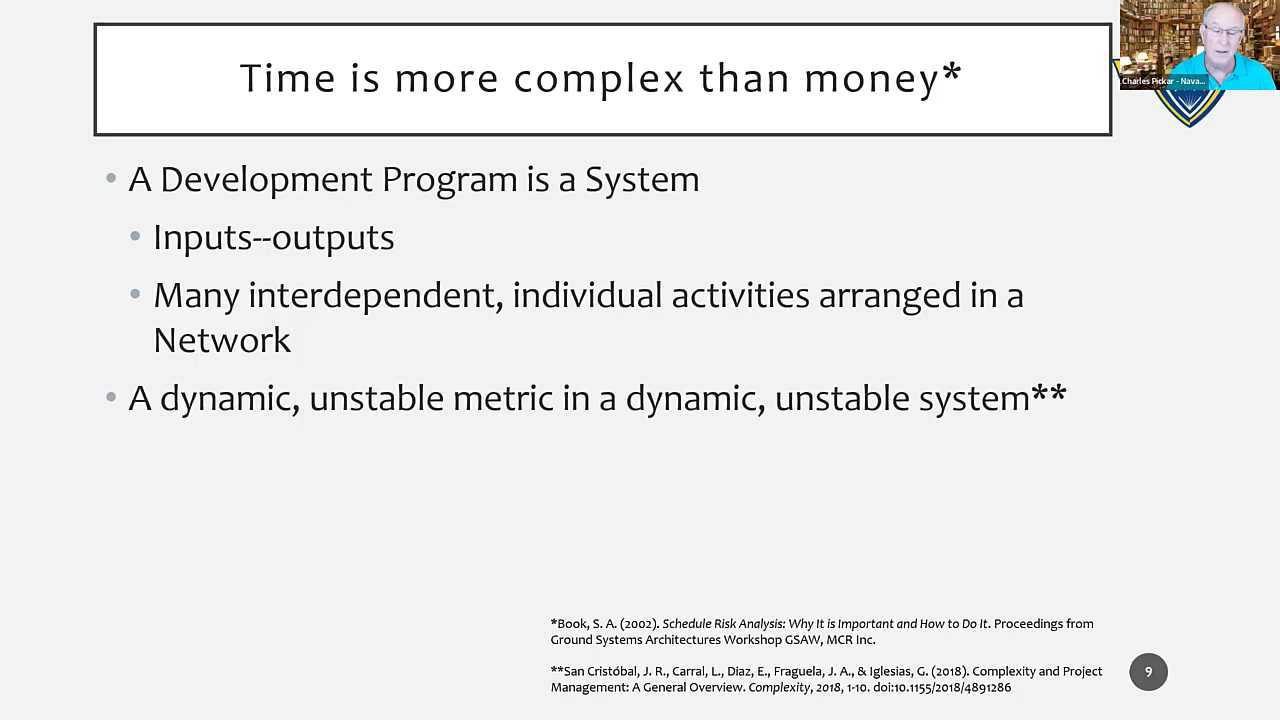 Time is more complex than money*
Charles Pickar - Nava...
• A Development Program is a System
• Inputs--outputs
• Many interdependent, individual activities arranged in a
Network
• A dynamic, unstable metric in a dynamic, unstable system**
*Book, S. A. (2002). Schedule Risk Analysis: Why It is Important and How to Do It. Proceedings from
Ground Systems Architectures Workshop GSAW, MCR Inc.
**San Cristóbal, J. R., Carral, L., Diaz, E., Fraguela, J. A., & Iglesias, G. (2018). Complexity and Project
Management: A General Overview. Complexity, 2018, 1-10. doi:10.1155/2018/4891286
9